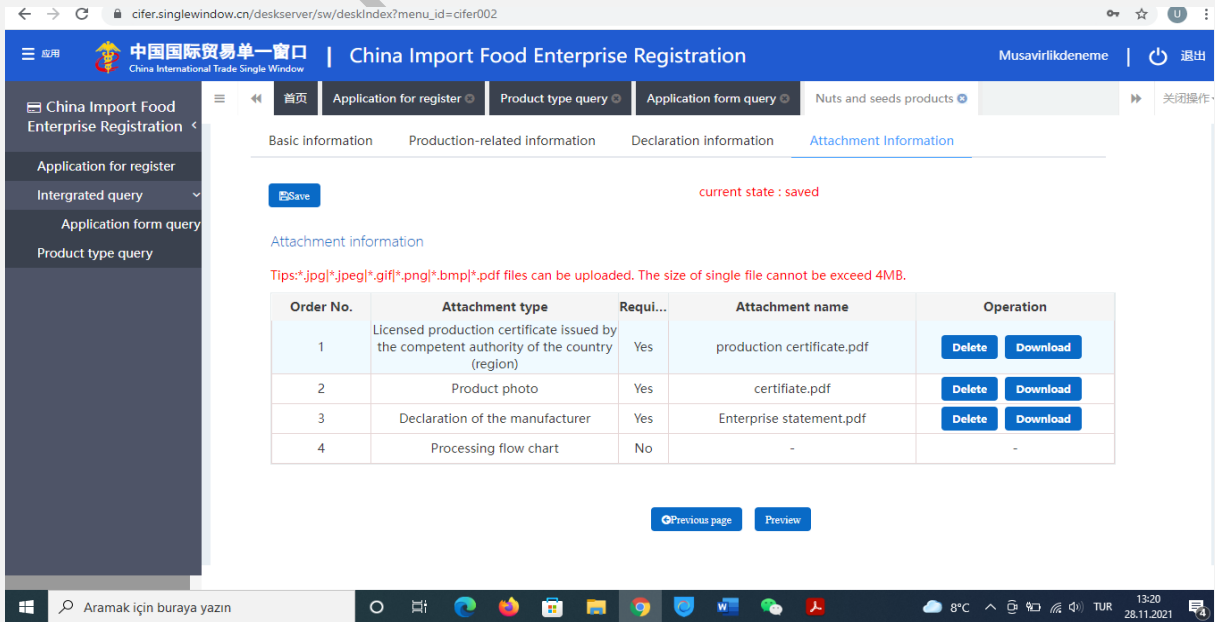 cifer.singlewindow.cn/deskserver/sw/deskIndex?menu_id=cifer002
U
应用
中国国际贸易单一窗口 | China Import Food Enterprise Registration
China International Trade Single Window
Musavirlikdeneme | 退出
China Import Food
Enterprise Registration
Application for register
Intergrated query
Application form query
Product type query
首页 Application for register Product type query Application form query Nuts and seeds products 关闭操作
Basic information Production-related information Declaration information Attachment Information
Save current state : saved
Attachment information
Tips:*.jpg|*.jpeg|*.gif|*.png|*.bmp|*.pdf files can be uploaded. The size of single file cannot be exceed 4MB.
Order No. Attachment type Requi... Attachment name Operation
Licensed production certificate issued by
1 the competent authority of the country Yes production certificate.pdf Delete Download
(region)
2 Product photo Yes certifiate.pdf Delete Download
3 Declaration of the manufacturer Yes Enterprise statement.pdf Delete Download
4 Processing flow chart No - -
Previous page Preview
Aramak için buraya yazın 8°C TUR 13:20
28.11.2021 4